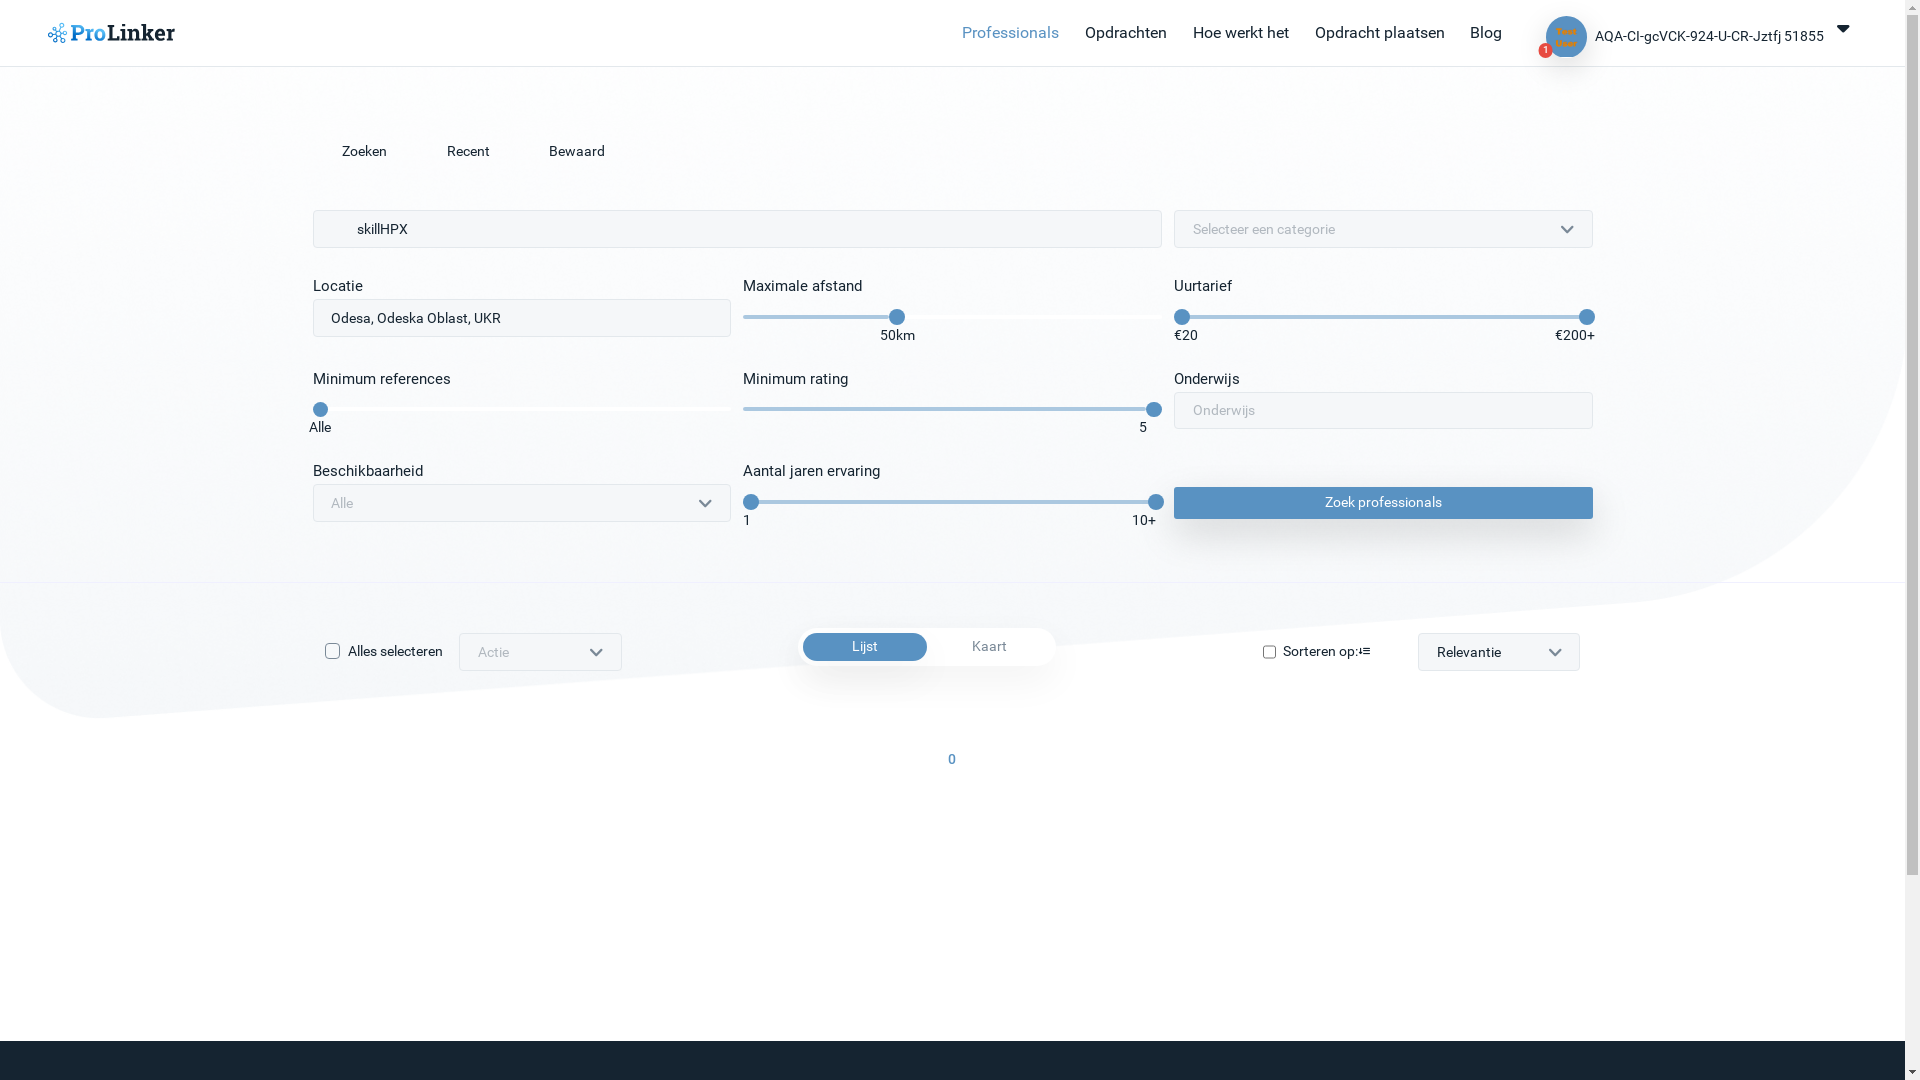 ProLinker
Professionals Opdrachten Hoe werkt het Opdracht plaatsen Blog
Test User
1
AQA-CI-gcVCK-924-U-CR-Jztfj 51855
Zoeken Recent Bewaard
skillHPX
Selecteer een categorie
Locatie
Odesa, Odeska Oblast, UKR
Maximale afstand
50km
Uurtarief
€20 €200+
Minimum references
Alle
Minimum rating
5
Onderwijs
Onderwijs
Beschikbaarheid
Alle
Aantal jaren ervaring
1 10+
Zoek professionals
Alles selecteren
Actie
Lijst Kaart
Sorteren op:
Relevantie
0